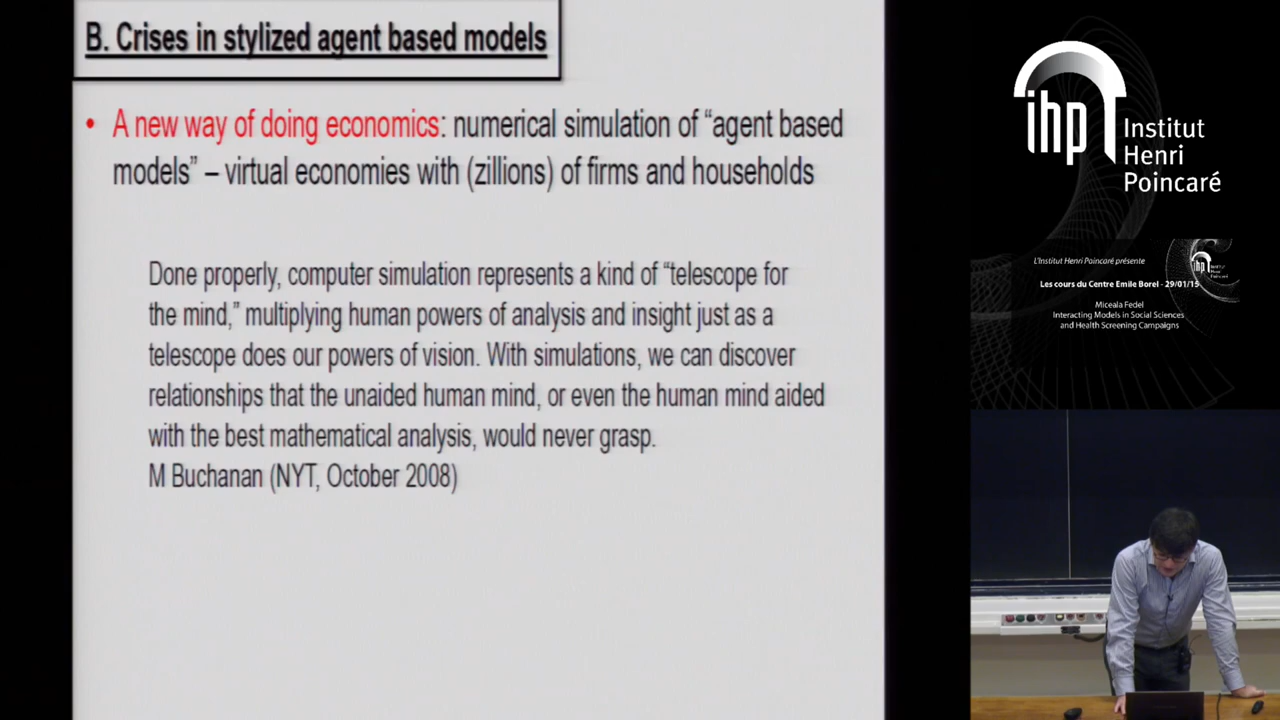 B. Crises in stylized agent based models
• A new way of doing economics: numerical simulation of “agent based
models” – virtual economies with (zillions) of firms and households
Done properly, computer simulation represents a kind of “telescope for
the mind,” multiplying human powers of analysis and insight just as a
telescope does our powers of vision. With simulations, we can discover
relationships that the unaided human mind, or even the human mind aided
with the best mathematical analysis, would never grasp.
M Buchanan (NYT, October 2008)
ihp
Institut
Henri
Poincaré
L'Institut Henri Poincaré présente
ihp
Les cours du Centre Emile Borel - 29/01/15
Miceala Fedel
Interacting Models in Social Sciences
and Health Screening Campaigns